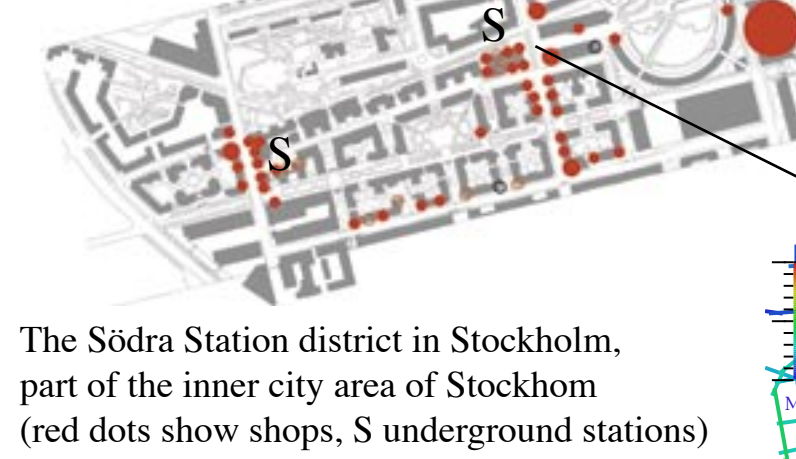 S
S
The Södra Station district in Stockholm,
part of the inner city area of Stockhom
(red dots show shops, S underground stations)
M